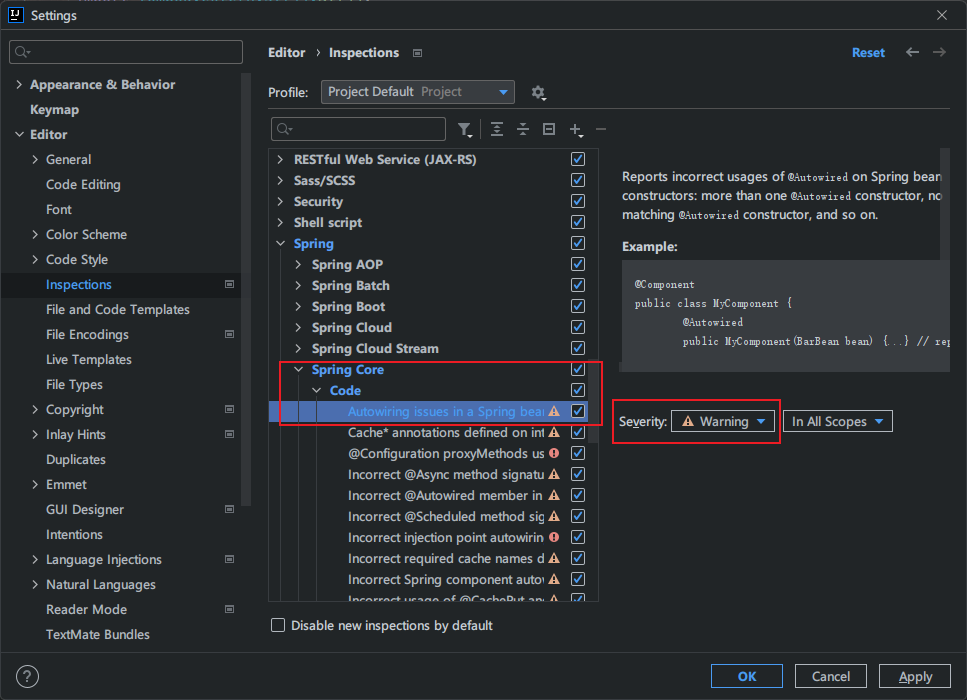 Settings
Appearance & Behavior
Keymap
Editor
General
Code Editing
Font
Color Scheme
Code Style
Inspections
File and Code Templates
File Encodings
Live Templates
File Types
Copyright
Inlay Hints
Duplicates
Emmet
GUI Designer
Intentions
Language Injections
Natural Languages
Reader Mode
TextMate Bundles
Editor › Inspections
Reset
Profile: Project Default Project
RESTful Web Service (JAX-RS)
Sass/SCSS
Security
Shell script
Spring
Spring AOP
Spring Batch
Spring Boot
Spring Cloud
Spring Cloud Stream
Spring Core
Code
Autowiring issues in a Spring bea
Cache* annotations defined on int
@Configuration proxyMethods us
Incorrect @Async method signatu
Incorrect @Autowired member in
Incorrect @Scheduled method sig
Incorrect injection point autowirin
Incorrect required cache names d
Incorrect Spring component autow
Incorrect usage of @CachePut an
Disable new inspections by default
Reports incorrect usages of @Autowired on Spring bean
constructors: more than one @Autowired constructor, no
matching @Autowired constructor, and so on.
Example:
@Component
public class MyComponent {
@Autowired
public MyComponent(BarBean bean) {...} // rep
Severity: Warning In All Scopes
? OK Cancel Apply